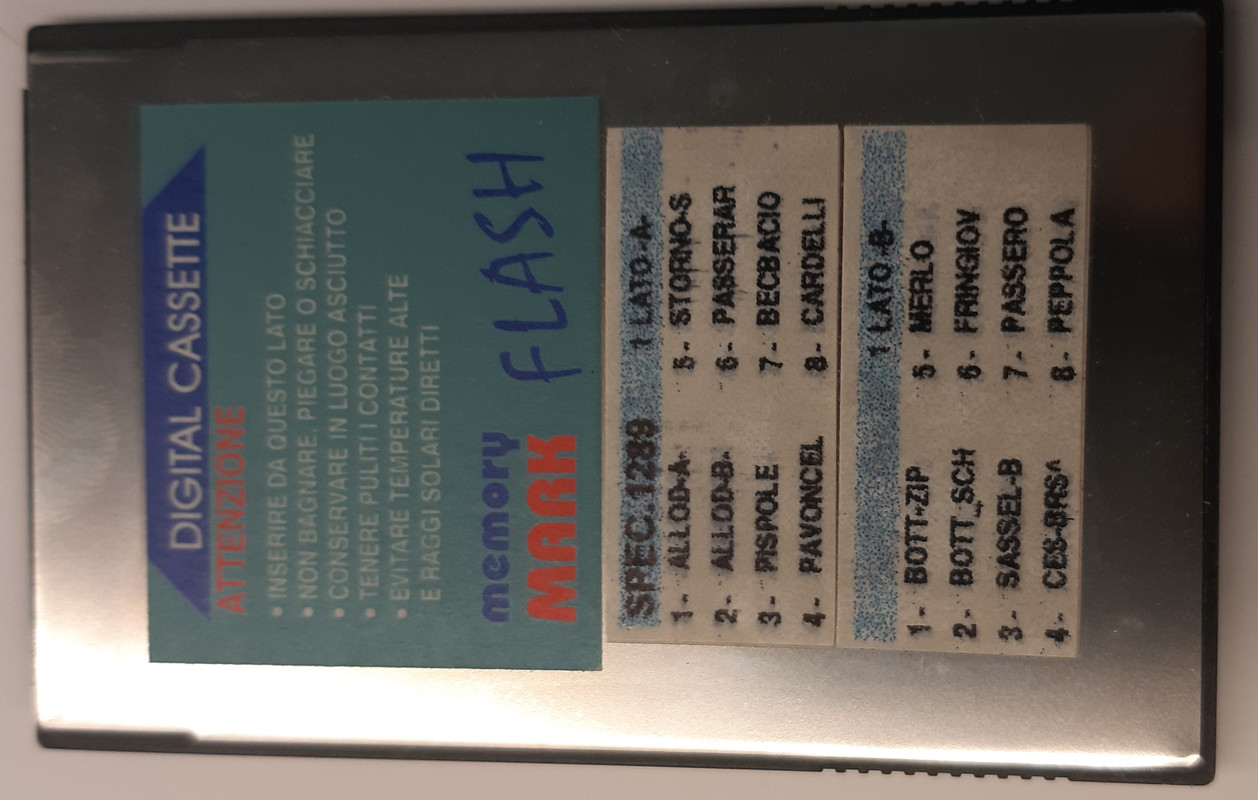 DIGITAL CASSETTE
ATTENZIONE
• INSERIRE DA QUESTO LATO
• NON BAGNARE, PIEGARE O SCHIACCIARE
• CONSERVARE IN LUOGO ASCIUTTO
• TENERE PULITI I CONTATTI
• EVITARE TEMPERATURE ALTE
E RAGGI SOLARI DIRETTI
memory
MARK FLASH
SPEC.1289 1 LATO-A-
1- ALLOD-A- 5- STORNO-S
2- ALLOD-B- 6- PASSERAR
3- PISPOLE 7- BECBACIO
4- PAVONCEL 8- CARDELLI
1 LATO-B-
1- BOTT-ZIP 5- MERLO
2- BOTT_SCH 6- FRINGIOV
3- SASSEL-B 7- PASSERO
4- CES-BRSA 8- PEPPOLA